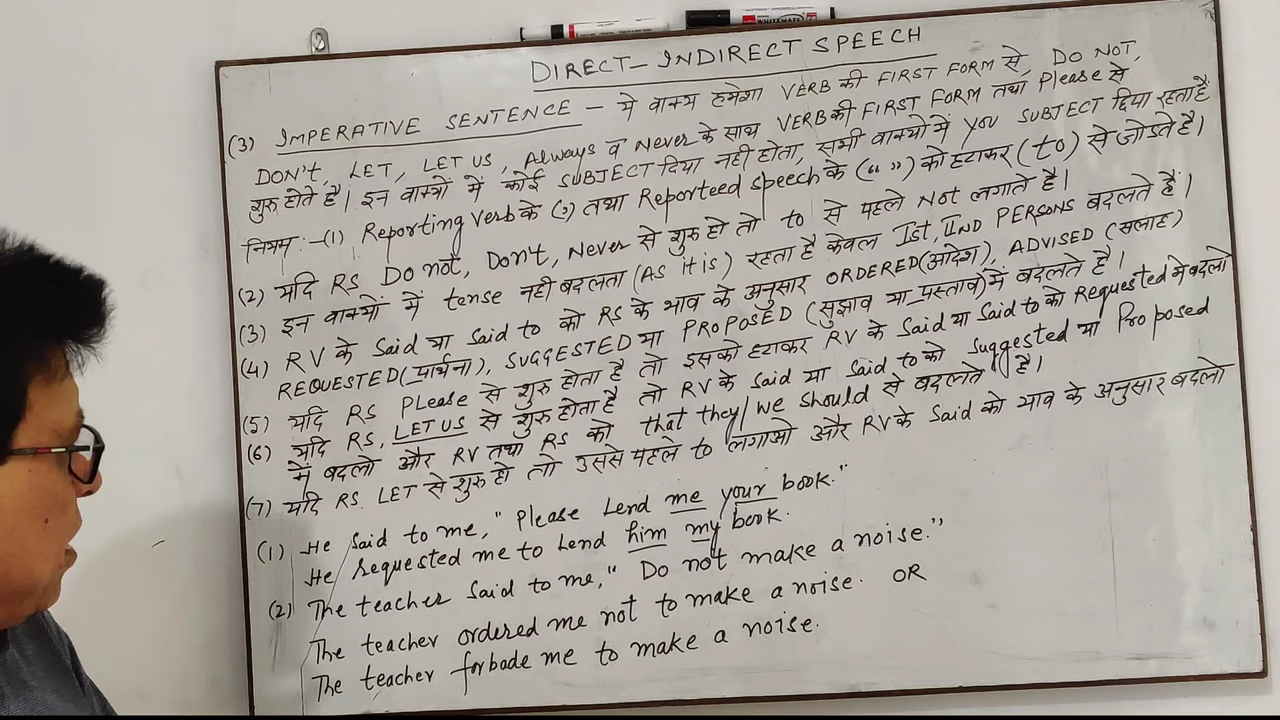 DIRECT-INDIRECT SPEECH
(3) IMPERATIVE SENTENCE - ये वाक्य हमेशा VERB की FIRST FORM से, DO NOT,
DON'T, LET, LET US, Always व Never के साथ VERB की FIRST FORM तथा Please से
शुरु होते है। इन वाक्यों में कोई SUBJECT दिया नही होता, सभी वाक्यो में YOU SUBJECT छिपा रहता है
नियम:-(1) Reporting Verb के (,) तथा Reporteed speech के (" ") को हटाकर (to) से जोडते है।
(2) यदि RS Do not, Don't, Never से शुरु हो तो to से पहले Not लगाते है।
(3) इन वाक्यों में tense नही बदलता (As it is) रहता है केवल Ist, IInd PERSONS बदलते है।
(4) RV के Said या Said to को RS के भाव के अनुसार ORDERED(आदेश), ADVISED (सलाह)
REQUESTED(प्रार्थना), SUGGESTED या PROPOSED (सुझाव या प्रस्ताव) में बदलते है।
(5) यदि RS Please से शुरु होता है तो इसको हटाकर RV के Said या Said to को Requested मे बदलो
(6) यदि RS, LET US से शुरु होता है तो RV के Said या Said to को Suggested या Proposed
में बदलो और RV तथा RS को that they/we should से बदलते है।
(7) यदि RS LET से शुरु हो तो उससे पहले to लगाओ और RV के Said को भाव के अनुसार बदलो
(1) He Said to me, "Please Lend me your book."
He requested me to Lend him my book.
(2) The teacher Said to me, "Do not make a noise."
The teacher ordered me not to make a noise. OR
The teacher forbade me to make a noise.